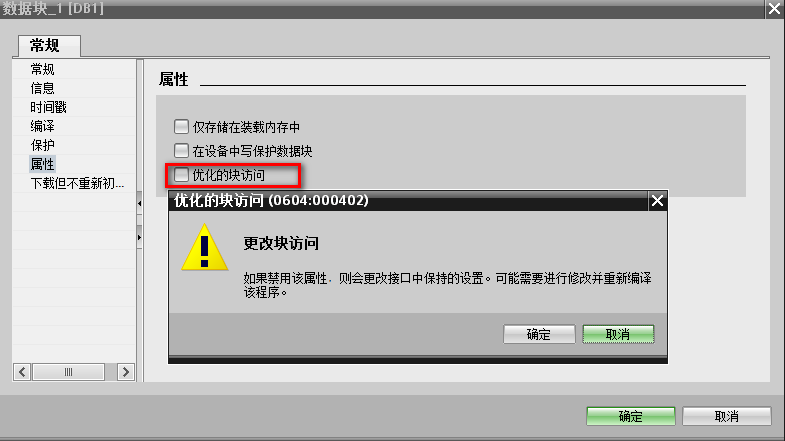 数据块_1 [DB1]
常规
常规
信息
时间戳
编译
保护
属性
下载但不重新初...
属性
仅存储在装载内存中
在设备中写保护数据块
优化的块访问
优化的块访问 (0604:000402)
更改块访问
如果禁用该属性，则会更改接口中保持的设置。可能需要进行修改并重新编译
该程序。
确定
取消
确定
取消